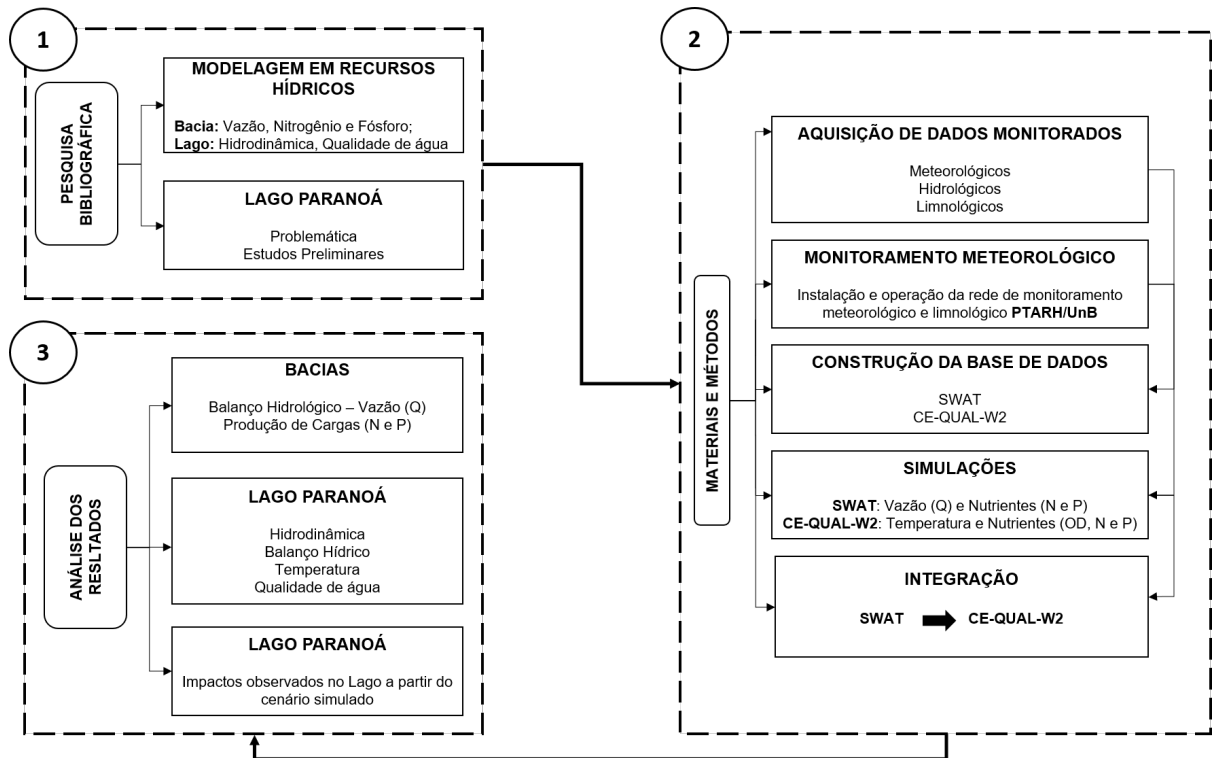 1
PESQUISA
BIBLIOGRÁFICA
MODELAGEM EM RECURSOS
HÍDRICOS
Bacia: Vazão, Nitrogênio e Fósforo;
Lago: Hidrodinâmica, Qualidade de água
LAGO PARANOÁ
Problemática
Estudos Preliminares
2
MATERIAIS E MÉTODOS
AQUISIÇÃO DE DADOS MONITORADOS
Meteorológicos
Hidrológicos
Limnológicos
MONITORAMENTO METEOROLÓGICO
Instalação e operação da rede de monitoramento
meteorológico e limnológico PTARH/UnB
CONSTRUÇÃO DA BASE DE DADOS
SWAT
CE-QUAL-W2
SIMULAÇÕES
SWAT: Vazão (Q) e Nutrientes (N e P)
CE-QUAL-W2: Temperatura e Nutrientes (OD, N e P)
INTEGRAÇÃO
SWAT CE-QUAL-W2
3
ANÁLISE DOS
RESLTADOS
BACIAS
Balanço Hidrológico – Vazão (Q)
Produção de Cargas (N e P)
LAGO PARANOÁ
Hidrodinâmica
Balanço Hídrico
Temperatura
Qualidade de água
LAGO PARANOÁ
Impactos observados no Lago a partir do
cenário simulado